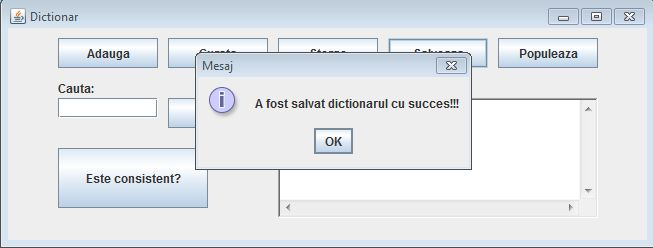 Dictionar
Adauga
Populeaza
Mesaj
A fost salvat dictionarul cu succes!!!
OK
Cauta:
Este consistent?